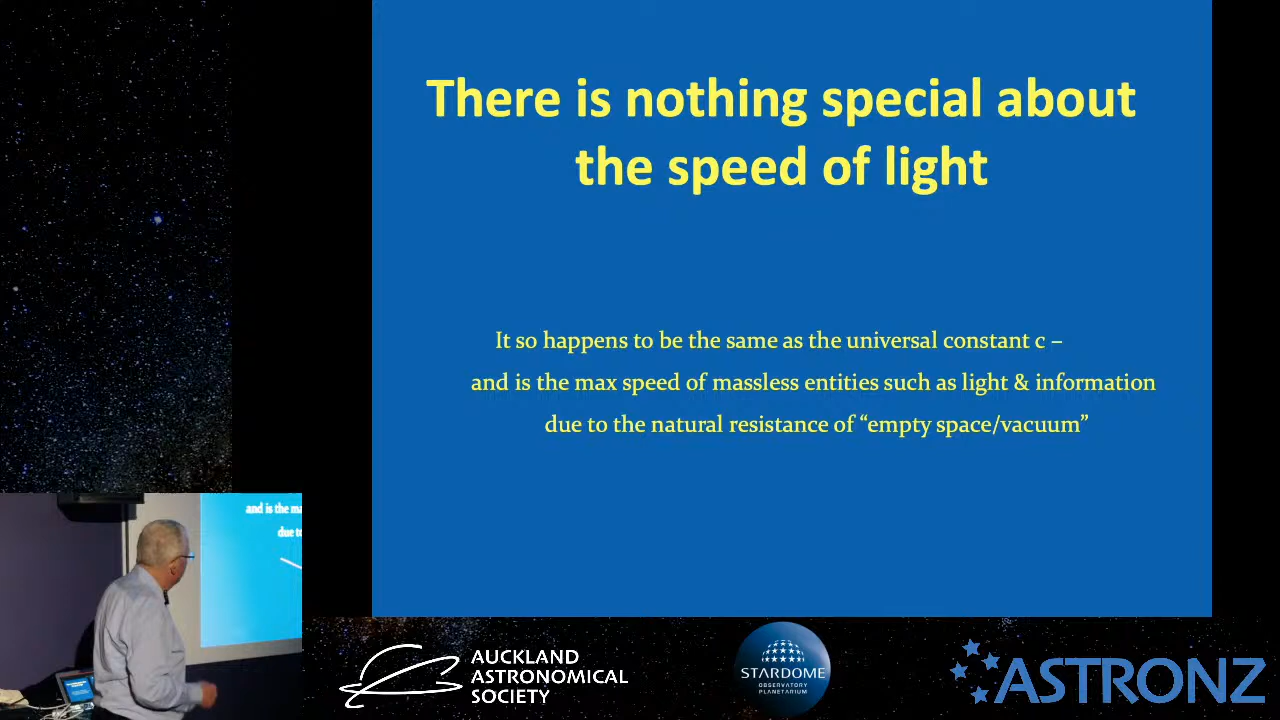 There is nothing special about
the speed of light
It so happens to be the same as the universal constant c –
and is the max speed of massless entities such as light & information
due to the natural resistance of “empty space/vacuum”
and is the ma
due to
AUCKLAND
ASTRONOMICAL
SOCIETY
STARDOME
OBSERVATORY
PLANETARIUM
ASTRONZ